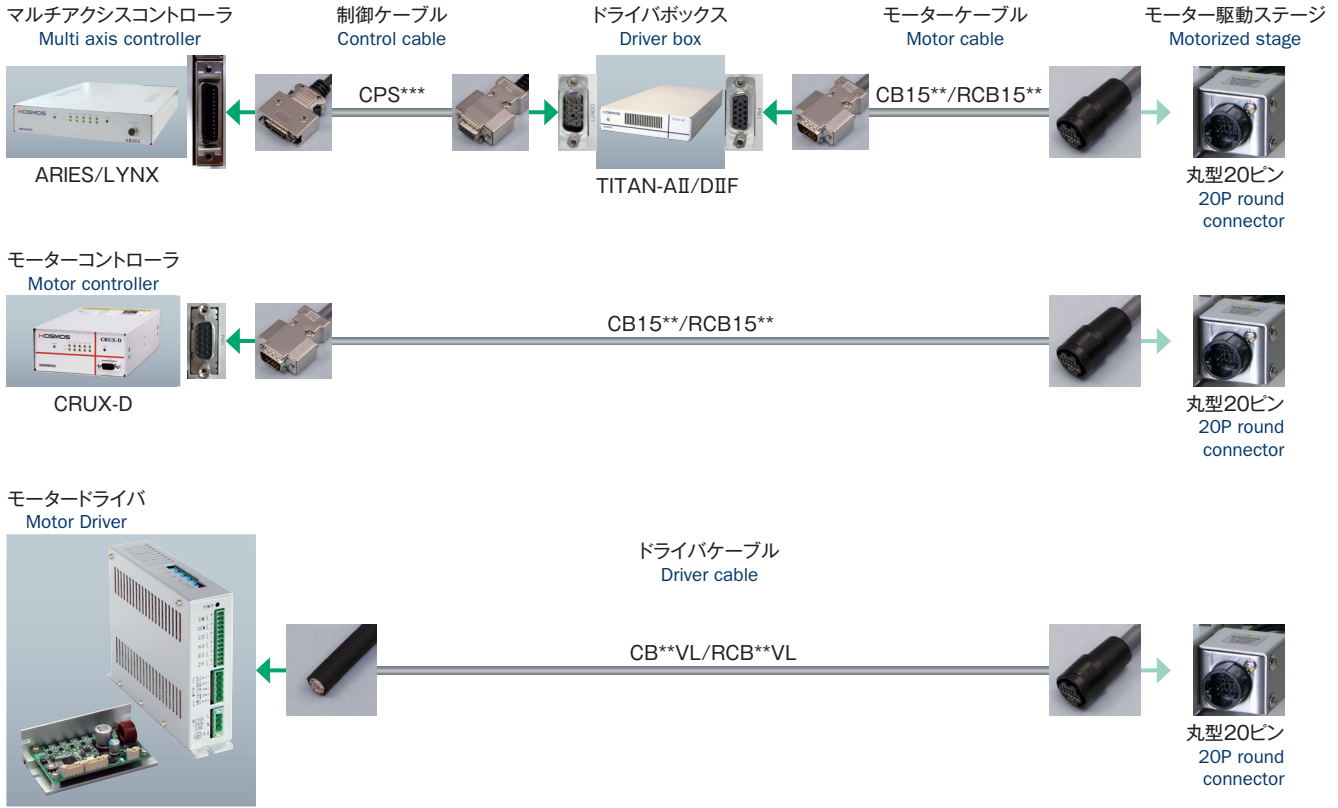 マルチアクシスコントローラ
Multi axis controller
制御ケーブル
Control cable
ドライバボックス
Driver box
モーターケーブル
Motor cable
モーター駆動ステージ
Motorized stage
KOSMOS
ARIES
CPS***
CONT
KOSMOS
CB15**/RCB15**
ARIES/LYNX
TITAN-AⅡ/DⅡF
丸型20ピン
20P round
connector
モーターコントローラ
Motor controller
KOSMOS
CRUX-D
CB15**/RCB15**
CRUX-D
丸型20ピン
20P round
connector
モータードライバ
Motor Driver
ドライバケーブル
Driver cable
CB**VL/RCB**VL
丸型20ピン
20P round
connector